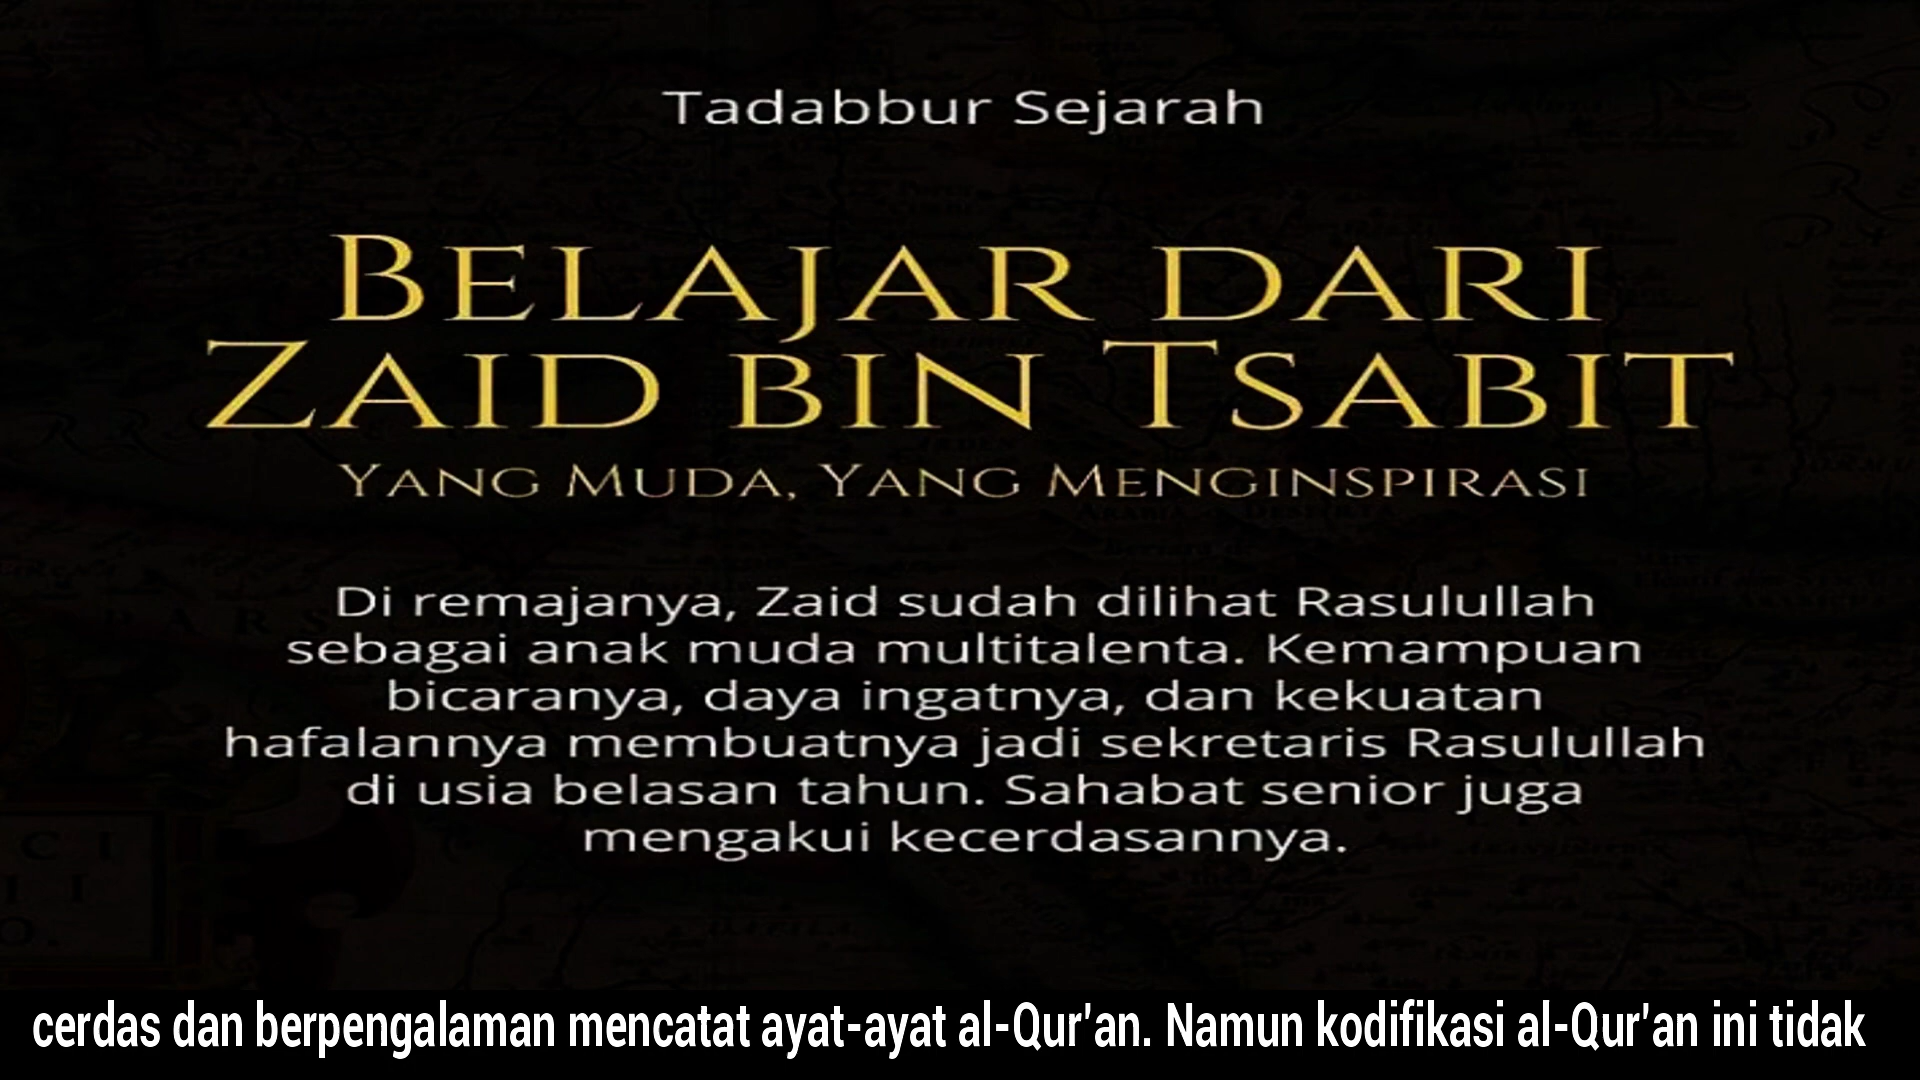 Tadabbur Sejarah
BELAJAR DARI
ZAID BIN TSABIT
YANG MUDA, YANG MENGINSPIRASI
Di remajanya, Zaid sudah dilihat Rasulullah
sebagai anak muda multitalenta. Kemampuan
bicaranya, daya ingatnya, dan kekuatan
hafalannya membuatnya jadi sekretaris Rasulullah
di usia belasan tahun. Sahabat senior juga
mengakui kecerdasannya.
cerdas dan berpengalaman mencatat ayat-ayat al-Qur'an. Namun kodifikasi al-Qur'an ini tidak